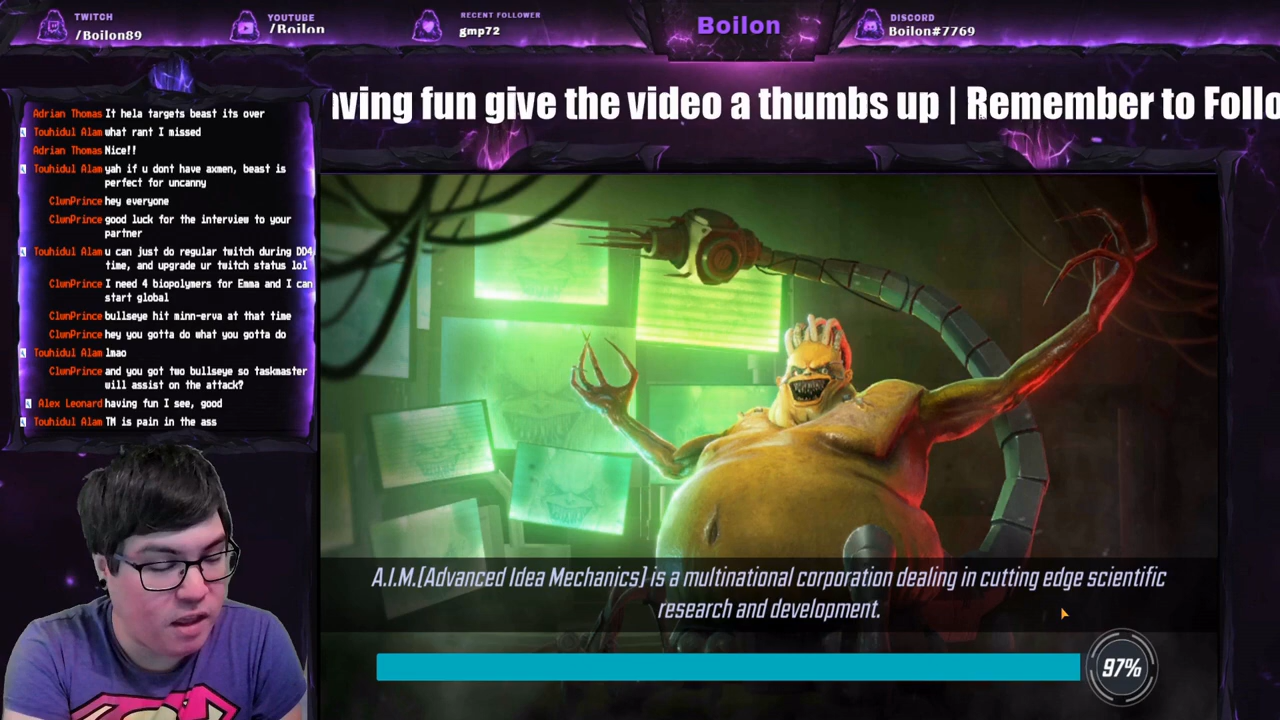 TWITCH
/Boilon89
YOUTUBE
/Boilon
RECENT FOLLOWER
gmp72
Boilon
DISCORD
Boilon#7769
ving fun give the video a thumbs up | Remember to Follo
Adrian Thomas It hela targets beast its over
Touhidul Alam what rant I missed
Adrian Thomas Nice!!
Touhidul Alam yah if u dont have axmen, beast is
perfect for uncanny
ClwnPrince hey everyone
ClwnPrince good luck for the interview to your
partner
Touhidul Alam u can just do regular twitch during DD4
time, and upgrade ur twitch status lol
ClwnPrince I need 4 biopolymers for Emma and I can
start global
ClwnPrince bullseye hit minn-erva at that time
ClwnPrince hey you gotta do what you gotta do
Touhidul Alam lmao
ClwnPrince and you got two bullseye so taskmaster
will assist on the attack?
Alex Leonard having fun I see, good
Touhidul Alam TM is pain in the ass
A.I.M.(Advanced Idea Mechanics) is a multinational corporation dealing in cutting edge scientific
research and development.
97%